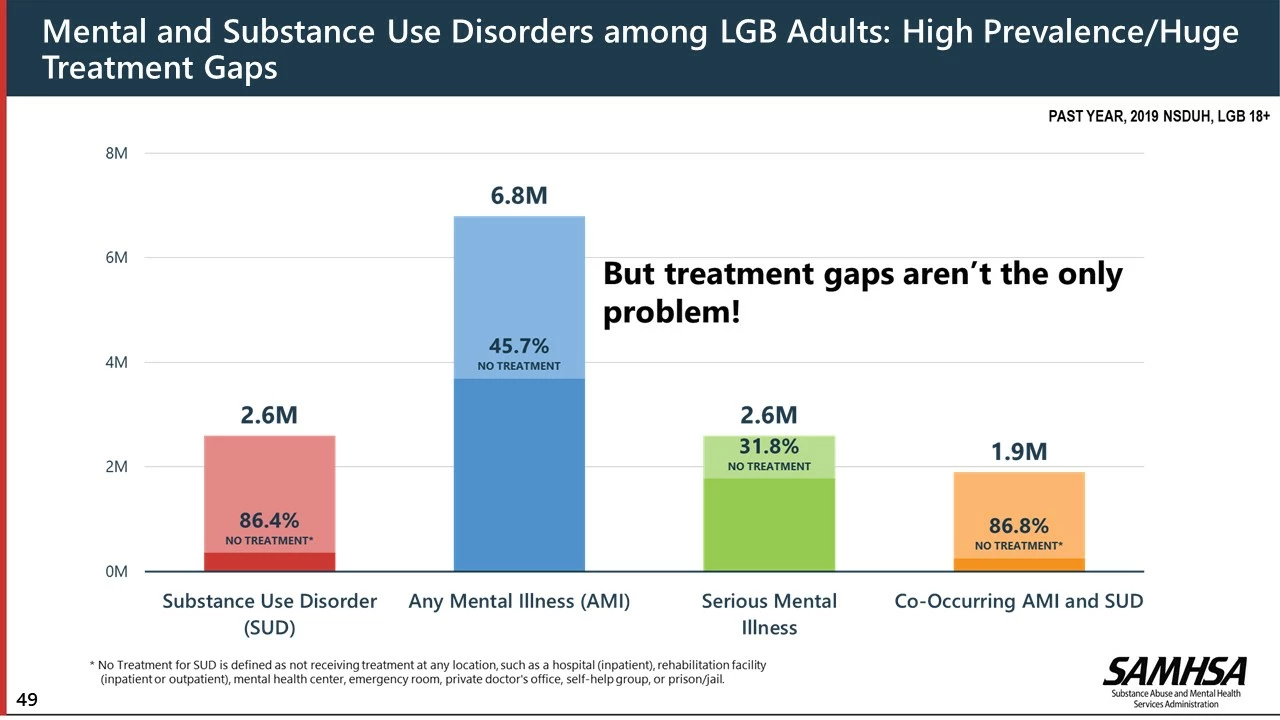 Mental and Substance Use Disorders among LGB Adults: High Prevalence/Huge
Treatment Gaps
PAST YEAR, 2019 NSDUH, LGB 18+
8M
6M
4M
2M
0M
2.6M
86.4%
NO TREATMENT*
6.8M
45.7%
NO TREATMENT
2.6M
31.8%
NO TREATMENT
1.9M
86.8%
NO TREATMENT*
But treatment gaps aren’t the only
problem!
Substance Use Disorder
(SUD)
Any Mental Illness (AMI)
Serious Mental
Illness
Co-Occurring AMI and SUD
* No Treatment for SUD is defined as not receiving treatment at any location, such as a hospital (inpatient), rehabilitation facility
(inpatient or outpatient), mental health center, emergency room, private doctor's office, self-help group, or prison/jail.
49
SAMHSA
Substance Abuse and Mental Health
Services Administration